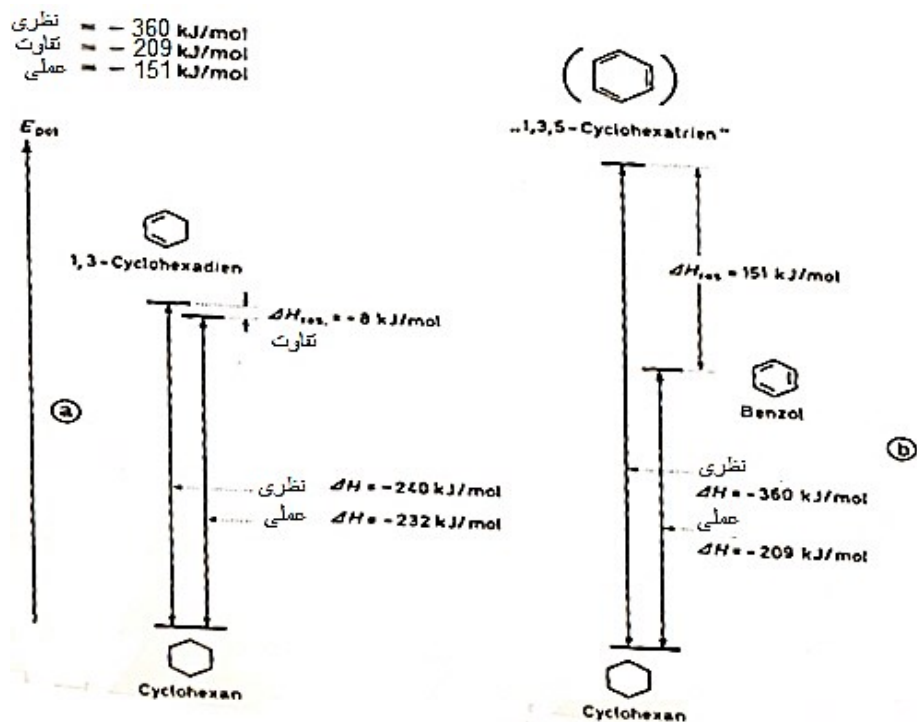 نظری = - 360 kJ/mol
تفاوت = - 209 kJ/mol
عملی = - 151 kJ/mol
Epot
1,3-Cyclohexadien
ΔHres. = -8 kJ/mol
تفاوت
a
نظری ΔH = -240 kJ/mol
عملی ΔH = -232 kJ/mol
Cyclohexan
„1,3,5-Cyclohexatrien"
ΔHres = 151 kJ/mol
Benzol
b
نظری
ΔH = -360 kJ/mol
عملی
ΔH = -209 kJ/mol
Cyclohexan